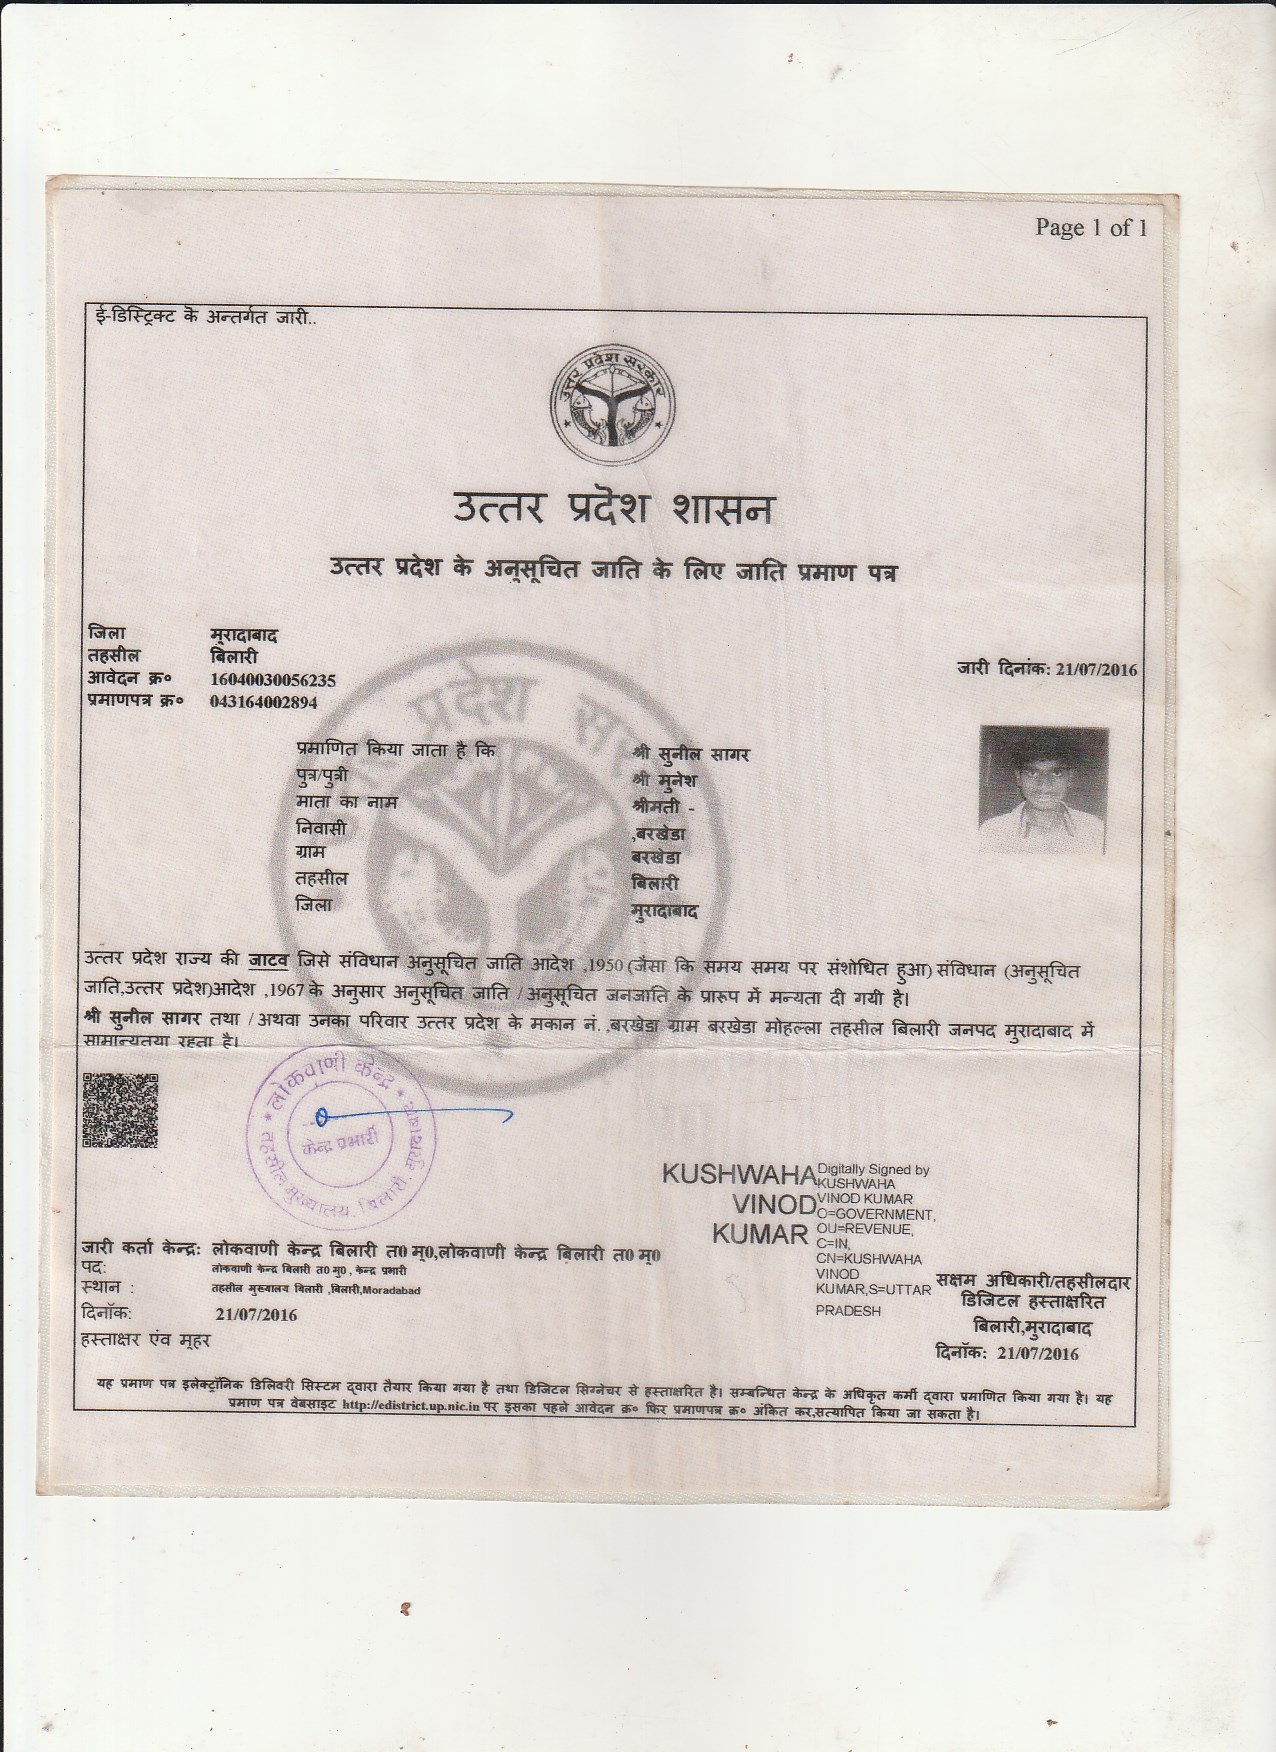 Page 1 of 1
ई-डिस्ट्रिक्ट के अन्तर्गत जारी..
उत्तर प्रदेश सरकार
उत्तर प्रदेश शासन
उत्तर प्रदेश के अनुसूचित जाति के लिए जाति प्रमाण पत्र
जिला मुरादाबाद
तहसील बिलारी
आवेदन क्र० 16040030056235
जारी दिनांक: 21/07/2016
प्रमाणपत्र क्र० 043164002894
प्रमाणित किया जाता है कि श्री सुनील सागर
पुत्र/पुत्री श्री मुनेश
माता का नाम श्रीमती -
निवासी ,बरखेडा
ग्राम बरखेडा
तहसील बिलारी
जिला मुरादाबाद
उत्तर प्रदेश राज्य की जाटव जिसे संविधान अनुसूचित जाति आदेश ,1950 (जैसा कि समय समय पर संशोधित हुआ) संविधान (अनुसूचित
जाति,उत्तर प्रदेश)आदेश ,1967 के अनुसार अनुसूचित जाति / अनुसूचित जनजाति के प्रारूप में मन्यता दी गयी है।
श्री सुनील सागर तथा / अथवा उनका परिवार उत्तर प्रदेश के मकान नं. ,बरखेडा ग्राम बरखेडा मोहल्ला तहसील बिलारी जनपद मुरादाबाद में
सामान्यतया रहता है।
लोकवाणी केन्द्र
केन्द्र प्रभारी
तहसील मुख्यालय, बिलारी, मुरादाबाद
KUSHWAHA
VINOD
KUMAR
Digitally Signed by
KUSHWAHA
VINOD KUMAR
O=GOVERNMENT,
OU=REVENUE,
C=IN,
CN=KUSHWAHA
VINOD
KUMAR,S=UTTAR
PRADESH
जारी कर्ता केन्द्र: लोकवाणी केन्द्र बिलारी त0 मु0,लोकवाणी केन्द्र बिलारी त0 मु0
पद: लोकवाणी केन्द्र बिलारी त0 मु0 , केन्द्र प्रभारी
स्थान : तहसील मुख्यालय बिलारी ,बिलारी,Moradabad
दिनॉक: 21/07/2016
हस्ताक्षर एंव मुहर
सक्षम अधिकारी/तहसीलदार
डिजिटल हस्ताक्षरित
बिलारी,मुरादाबाद
दिनॉक: 21/07/2016
यह प्रमाण पत्र इलेक्ट्रॉनिक डिलिवरी सिस्टम द्वारा तैयार किया गया है तथा डिजिटल सिग्नेचर से हस्ताक्षरित है। सम्बन्धित केन्द्र के अधिकृत कर्मी द्वारा प्रमाणित किया गया है। यह
प्रमाण पत्र वेबसाइट http://edistrict.up.nic.in पर इसका पहले आवेदन क्र० फिर प्रमाणपत्र क्र० अंकित कर,सत्यापित किया जा सकता है।